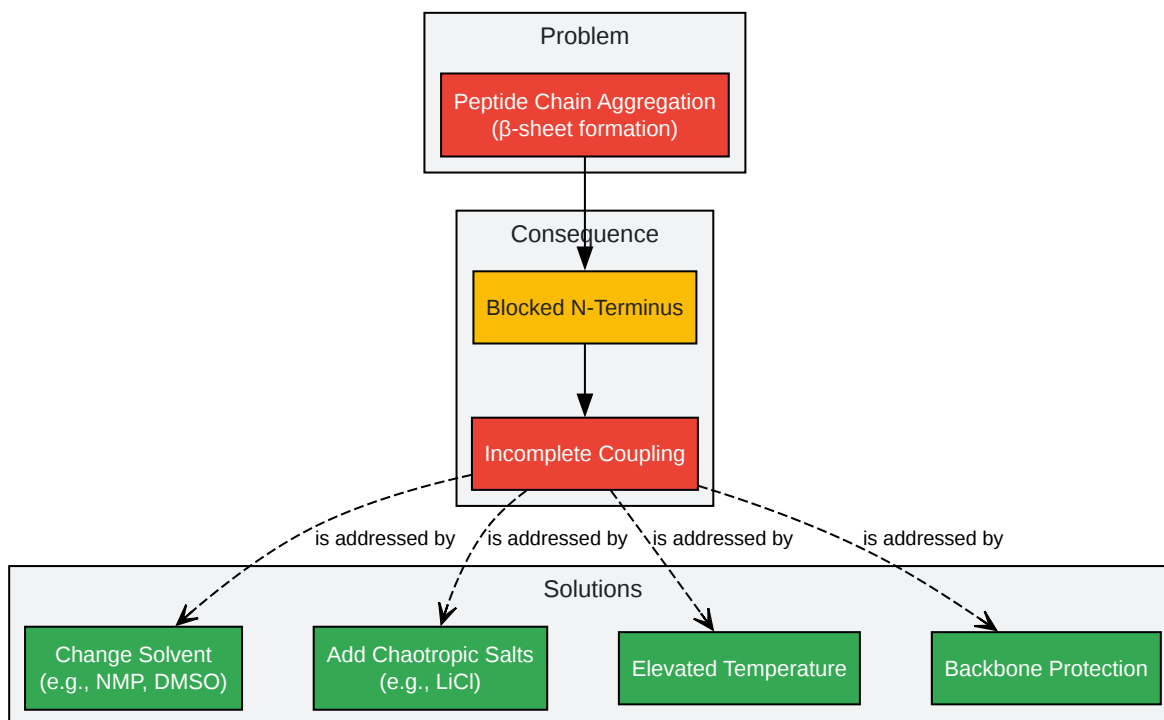 Problem
Peptide Chain Aggregation
(β-sheet formation)
Consequence
Blocked N-Terminus
Incomplete Coupling
is addressed by
is addressed by
is addressed by
is addressed by
Solutions
Change Solvent
(e.g., NMP, DMSO)
Add Chaotropic Salts
(e.g., LiCl)
Elevated Temperature
Backbone Protection